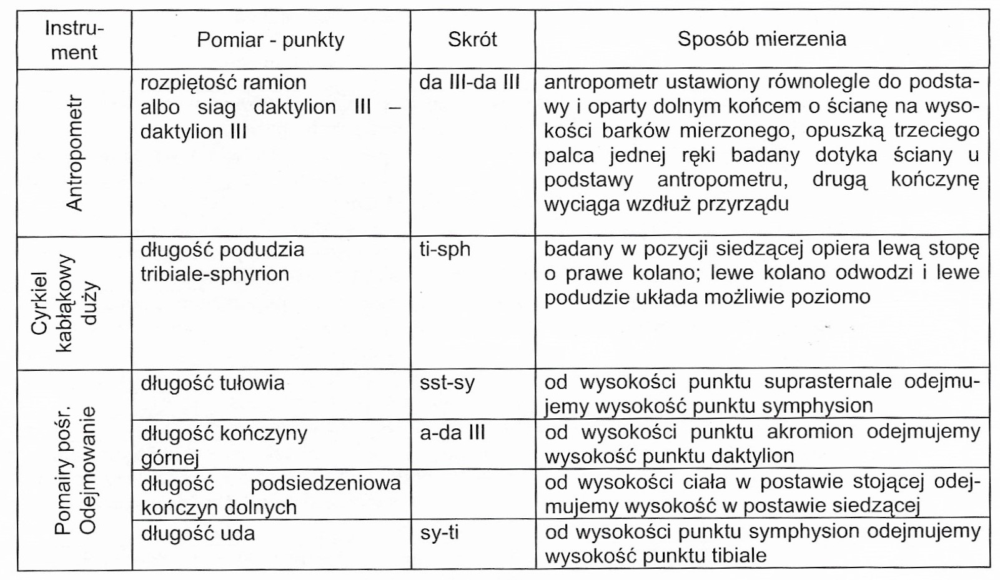 Instru-
ment
Pomiar - punkty
Skrót
Sposób mierzenia
Antropometr
rozpiętość ramion
albo siag daktylion III –
daktylion III
da III-da III
antropometr ustawiony równolegle do podsta-
wy i oparty dolnym końcem o ścianę na wyso-
kości barków mierzonego, opuszką trzeciego
palca jednej ręki badany dotyka ściany u
podstawy antropometru, drugą kończynę
wyciąga wzdłuż przyrządu
Cyrkiel
kabłąkowy
duży
długość podudzia
tribiale-sphyrion
ti-sph
badany w pozycji siedzącej opiera lewą stopę
o prawe kolano; lewe kolano odwodzi i lewe
podudzie układa możliwie poziomo
Pomairy pośr.
Odejmowanie
długość tułowia
sst-sy
od wysokości punktu suprasternale odejmu-
jemy wysokość punktu symphysion
długość kończyny
górnej
a-da III
od wysokości punktu akromion odejmujemy
wysokość punktu daktylion
długość podsiedzeniowa
kończyn dolnych
od wysokości ciała w postawie stojącej odej-
mujemy wysokość w postawie siedzącej
długość uda
sy-ti
od wysokości punktu symphysion odejmujemy
wysokość punktu tibiale